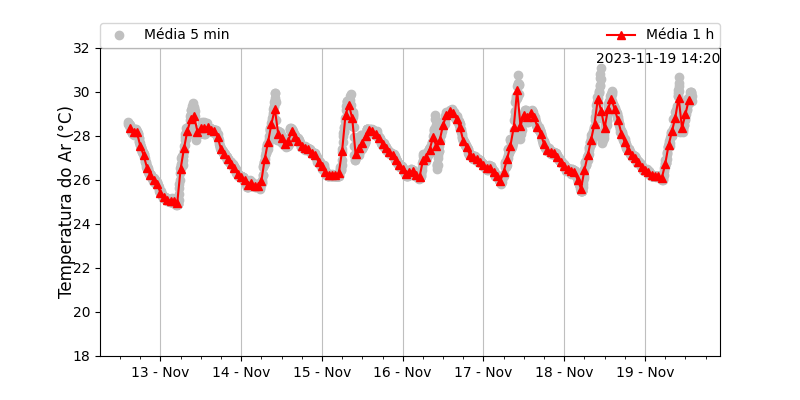 Média 5 min
Média 1 h
2023-11-19 14:20
Temperatura do Ar (°C)
32
30
28
26
24
22
20
18
13 - Nov
14 - Nov
15 - Nov
16 - Nov
17 - Nov
18 - Nov
19 - Nov